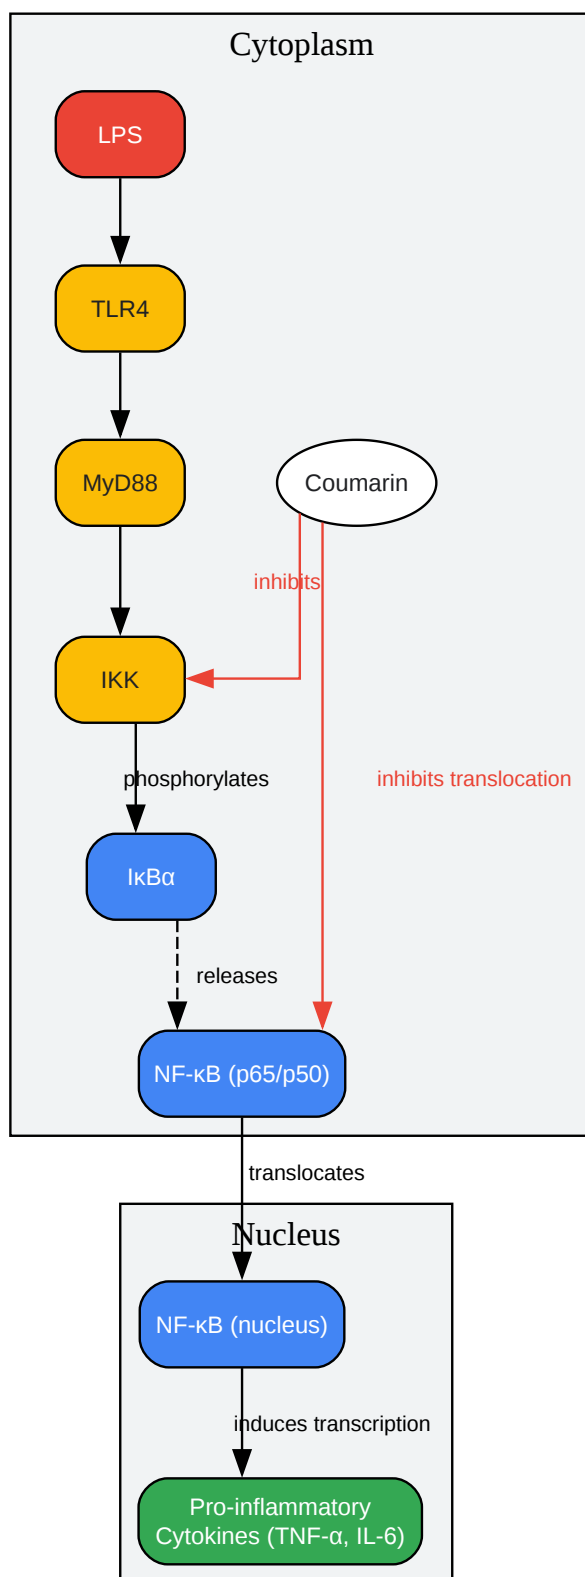 Cytoplasm
LPS
TLR4
MyD88
Coumarin
inhibits
IKK
phosphorylates
inhibits translocation
IκBα
releases
NF-κB (p65/p50)
translocates
Nucleus
NF-κB (nucleus)
induces transcription
Pro-inflammatory
Cytokines (TNF-α, IL-6)